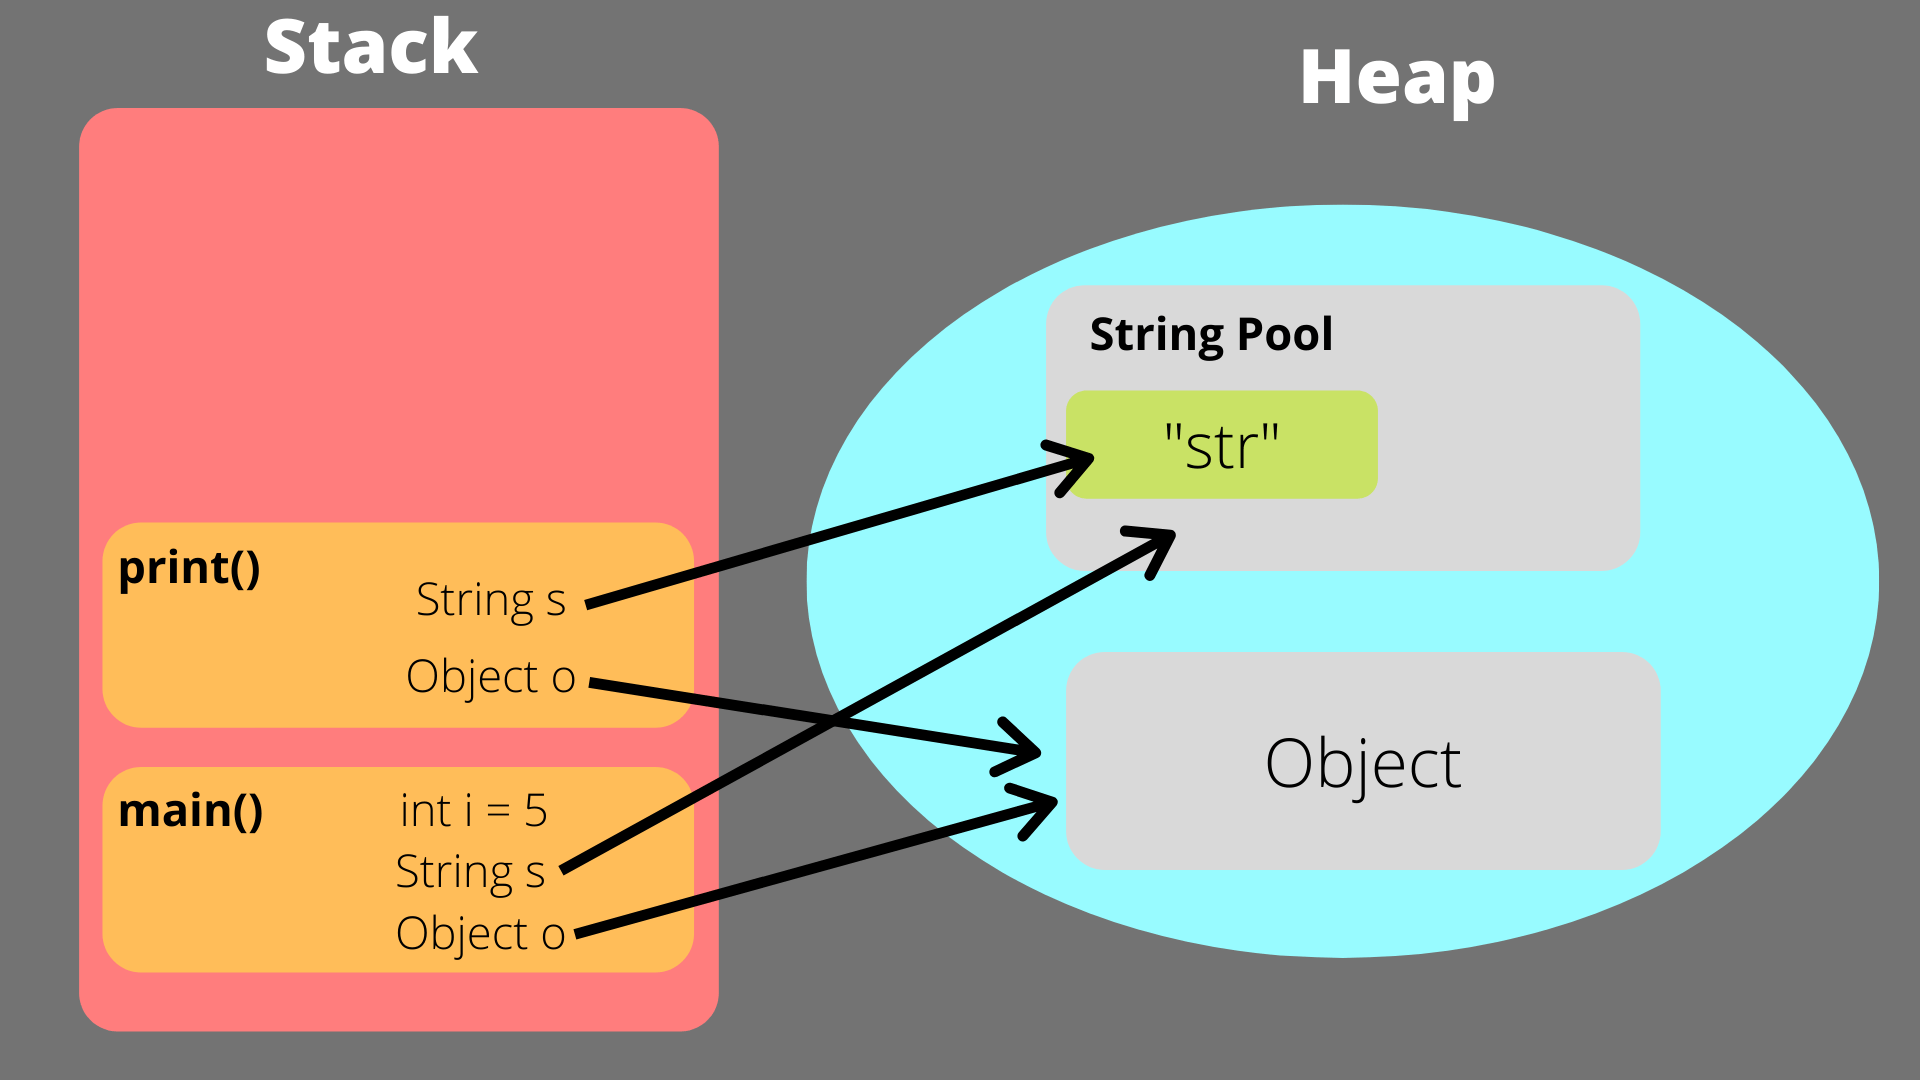 Stack
Heap
String Pool
"str"
print()
String s
Object o
main()
int i = 5
String s
Object o
Object